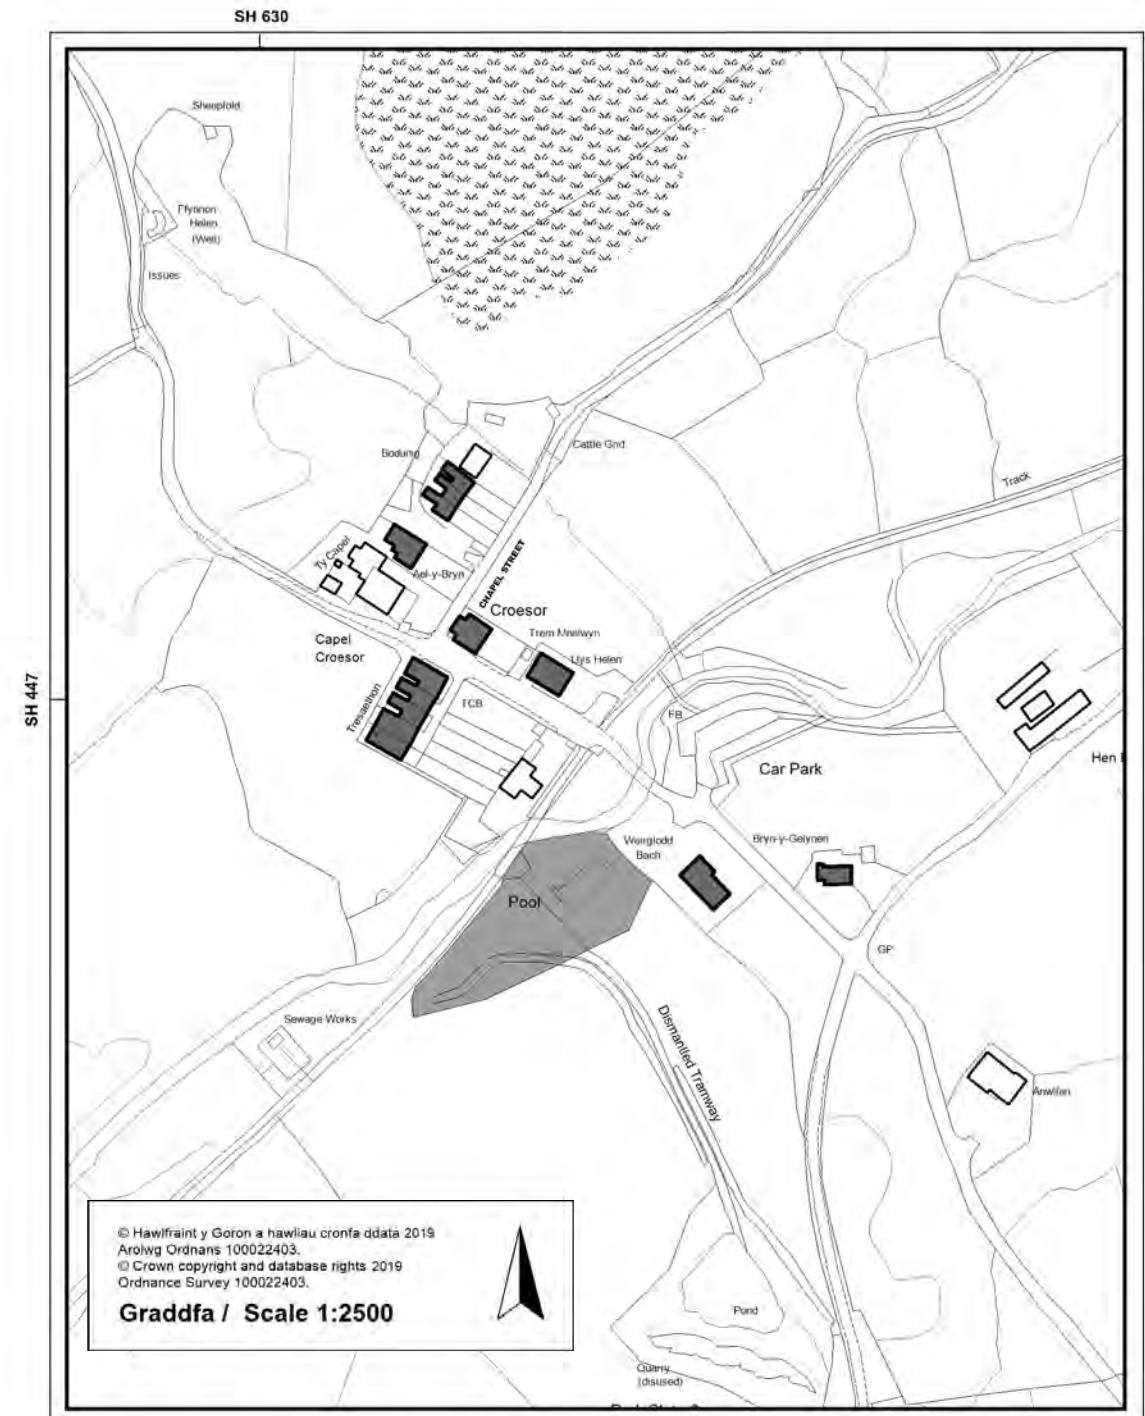 SH 630
SH 447
Sheepfold
Ffynnon
Helen
(Well)
Issues
Cattle Grid
Track
Ty Capel
Ael-y-Bryn
CHAPEL STREET
Croesor
Trem Moelwyn
Llys Helen
Capel
Croesor
Tresaethon
TCB
FB
Car Park
Hen
Weirglodd
Bach
Bryn-y-Gelynen
Pool
GP
Sewage Works
Dismantled Tramway
Pond
Quarry
(disused)
© Hawlfraint y Goron a hawliau cronfa ddata 2019
Arolwg Ordnans 100022403.
© Crown copyright and database rights 2019
Ordnance Survey 100022403.
Graddfa / Scale 1:2500